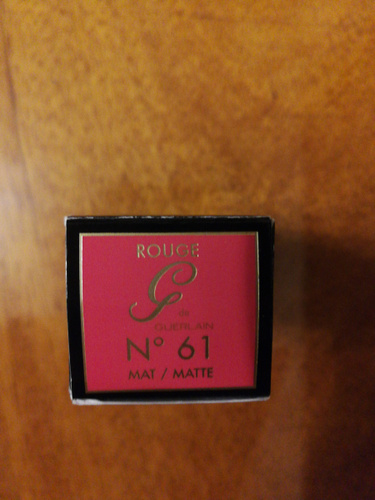 ROUGE
G
de
GUERLAIN
N° 61
MAT / MATTE